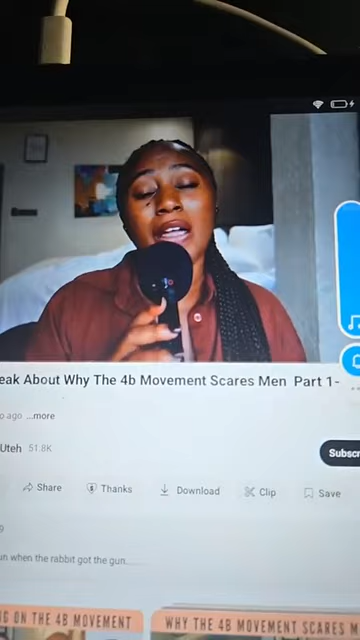 eak About Why The 4b Movement Scares Men Part 1-
o ago ...more
Uteh 51.8K
Subscr
Share Thanks Download Clip Save
9
un when the rabbit got the gun.....
G ON THE 4B MOVEMENT
WHY THE 4B MOVEMENT SCARES M